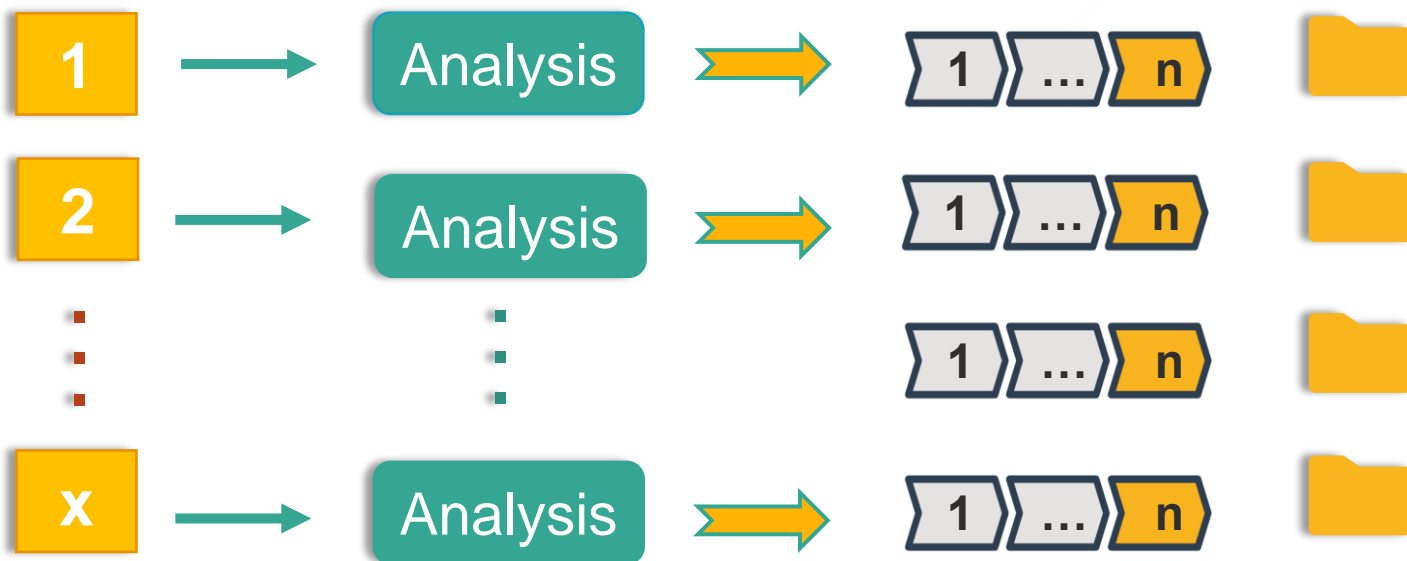 1 Analysis 1 ... n
2 Analysis 1 ... n
1 ... n
x Analysis 1 ... n